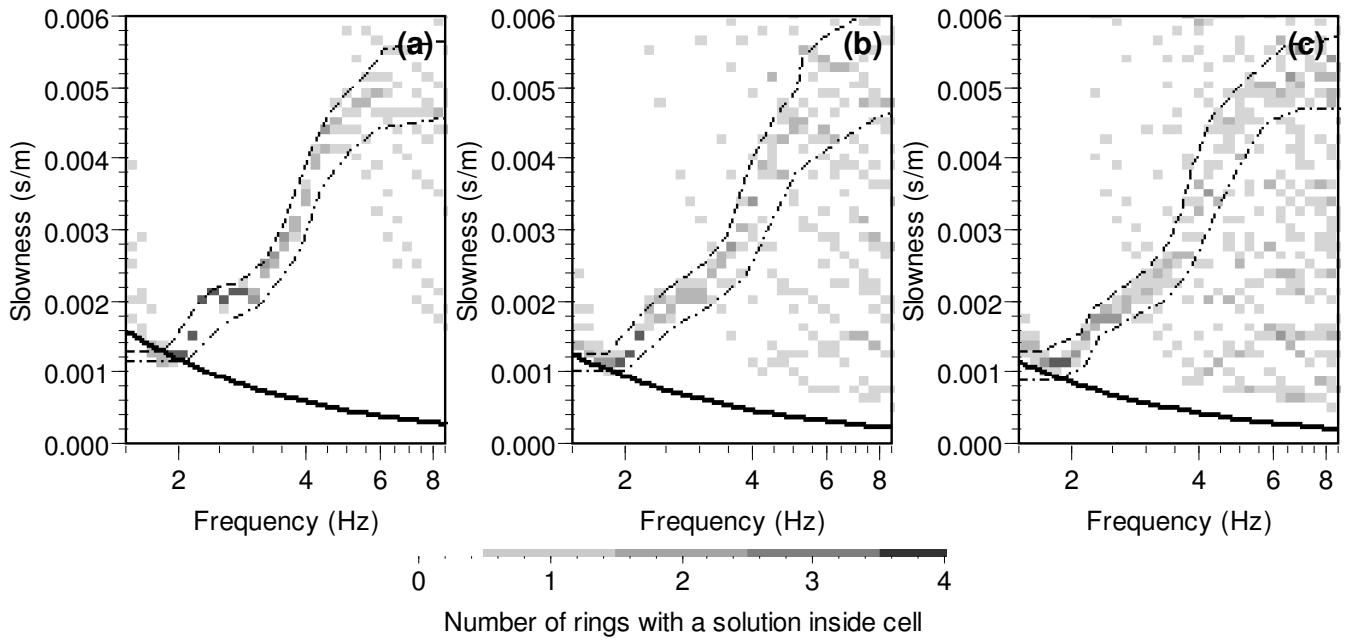 0.006
0.005
0.004
0.003
0.002
0.001
0.000
Slowness (s/m)
(a)
2 4 6 8
Frequency (Hz)
0.006
0.005
0.004
0.003
0.002
0.001
0.000
Slowness (s/m)
(b)
2 4 6 8
Frequency (Hz)
0.006
0.005
0.004
0.003
0.002
0.001
0.000
Slowness (s/m)
(c)
2 4 6 8
Frequency (Hz)
0 1 2 3 4
Number of rings with a solution inside cell